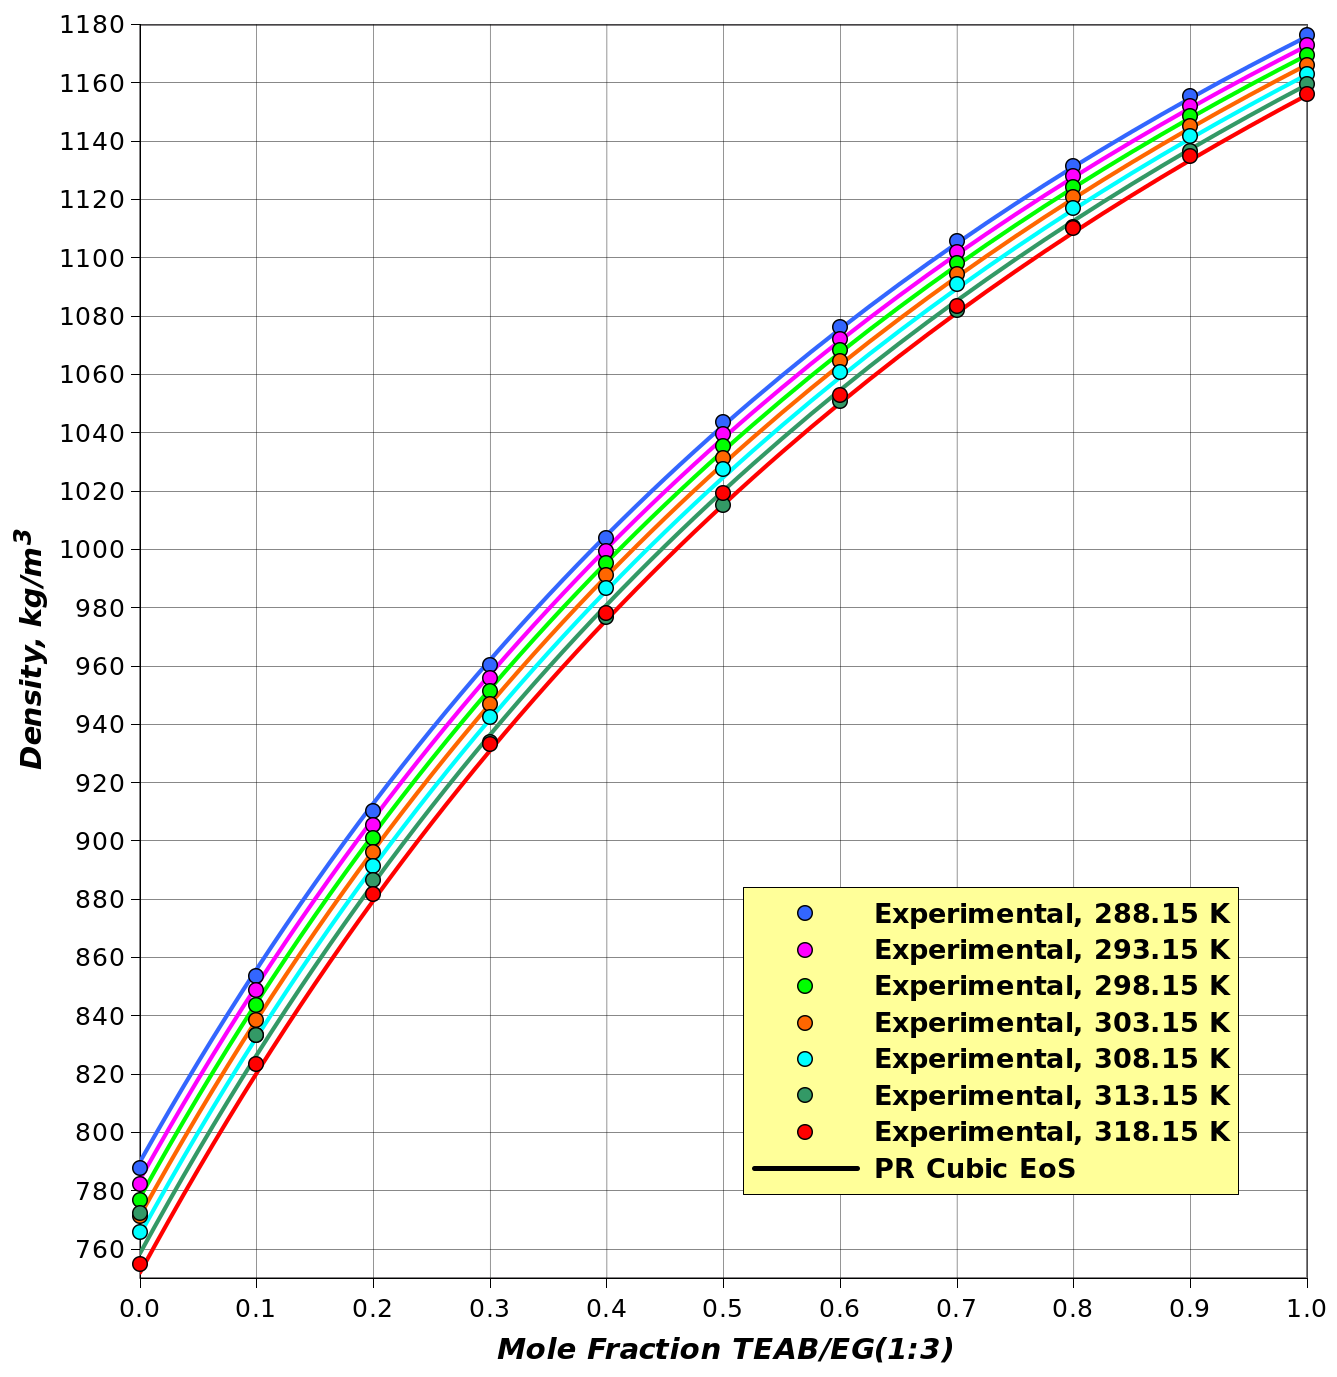 1180
1160
1140
1120
1100
1080
1060
1040
1020
1000
980
960
940
920
900
880
860
840
820
800
780
760
Density, kg/m³
Experimental, 288.15 K
Experimental, 293.15 K
Experimental, 298.15 K
Experimental, 303.15 K
Experimental, 308.15 K
Experimental, 313.15 K
Experimental, 318.15 K
PR Cubic EoS
0.0 0.1 0.2 0.3 0.4 0.5 0.6 0.7 0.8 0.9 1.0
Mole Fraction TEAB/EG(1:3)